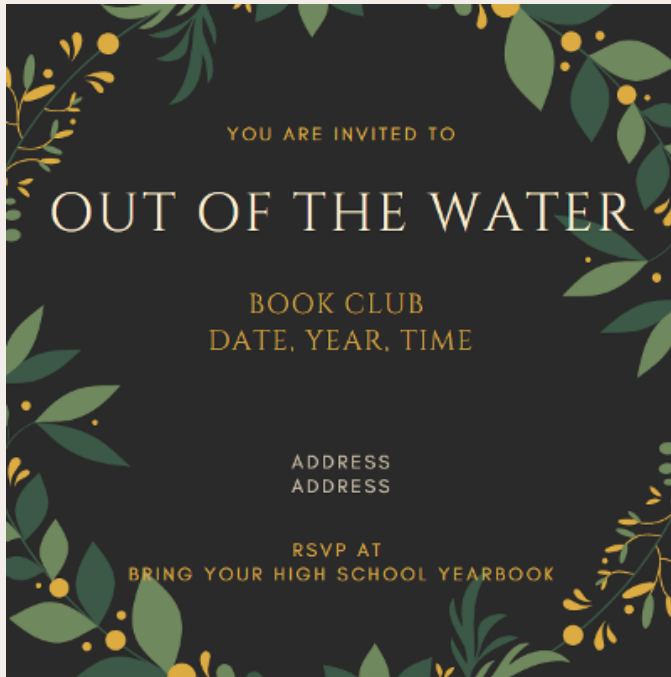 YOU ARE INVITED TO
OUT OF THE WATER
BOOK CLUB
DATE, YEAR, TIME
ADDRESS
ADDRESS
RSVP AT
BRING YOUR HIGH SCHOOL YEARBOOK